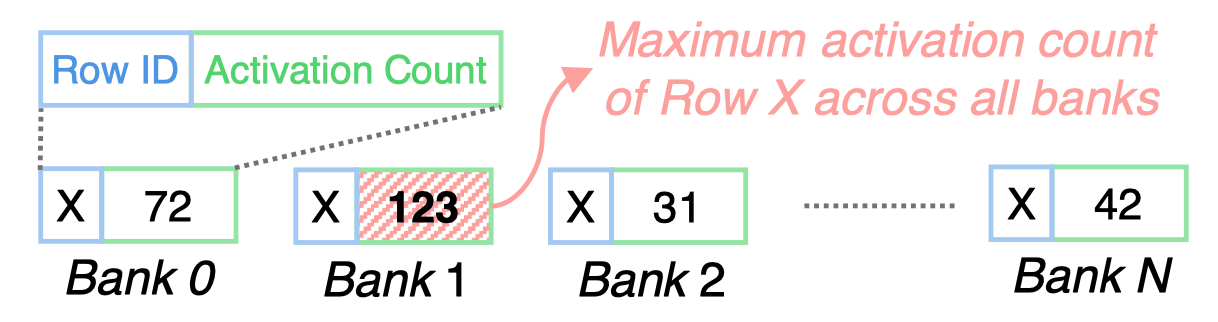 Row ID Activation Count
Maximum activation count
of Row X across all banks
X 72
X 123
X 31
X 42
Bank 0
Bank 1
Bank 2
Bank N